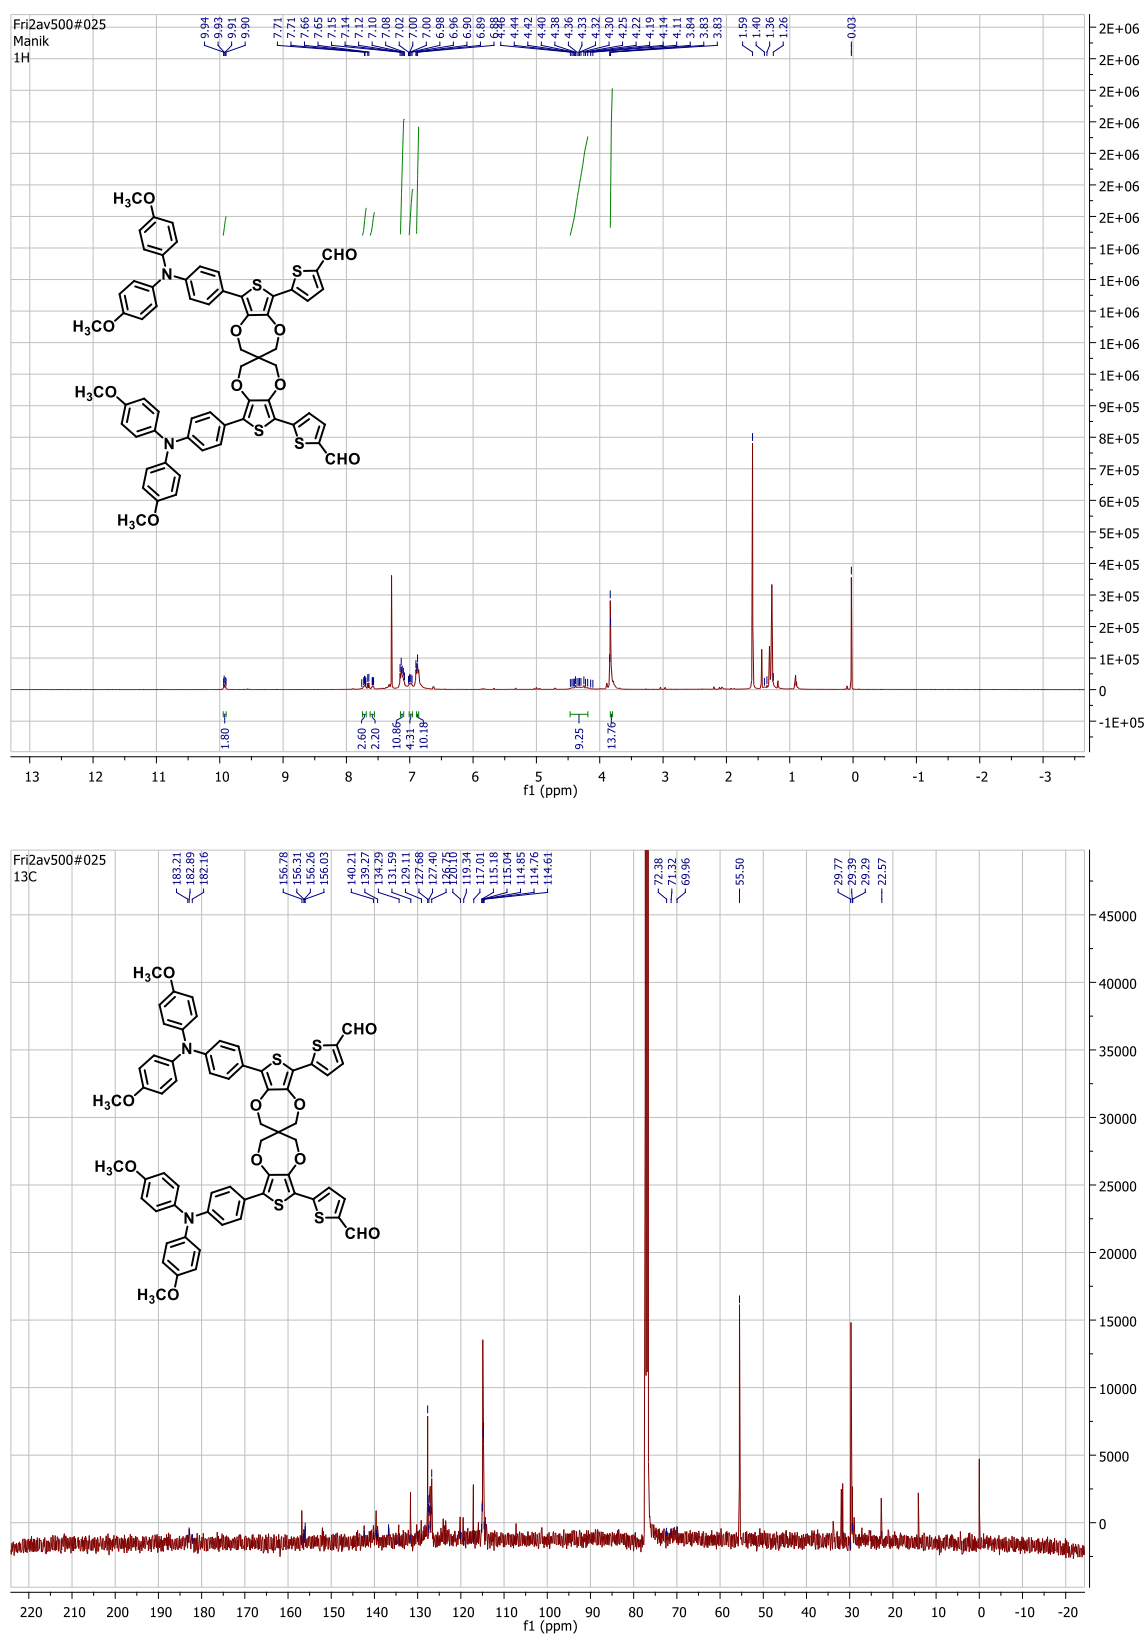 Fri2av500#025
Manik
1H
9.94
9.93
9.91
9.90
7.71
7.71
7.66
7.65
7.15
7.14
7.12
7.10
7.08
7.02
7.00
7.00
6.98
6.96
6.90
6.89
6.88
4.46
4.44
4.42
4.40
4.38
4.36
4.33
4.32
4.30
4.25
4.22
4.19
4.14
4.11
3.84
3.83
3.83
1.59
1.40
1.36
1.26
0.03
2E+06
2E+06
2E+06
2E+06
2E+06
2E+06
2E+06
1E+06
1E+06
1E+06
1E+06
1E+06
9E+05
8E+05
7E+05
6E+05
5E+05
4E+05
3E+05
2E+05
1E+05
0
-1E+05
H₃CO
CHO
S
S
N
H₃CO
O
O
O
O
H₃CO
N
S
S
CHO
H₃CO
1.80
2.60
2.20
10.86
4.31
10.18
9.25
13.76
13 12 11 10 9 8 7 6 5 4 3 2 1 0 -1 -2 -3
f1 (ppm)
Fri2av500#025
13C
183.21
182.89
182.16
156.78
156.31
156.26
156.03
140.21
139.27
134.29
131.59
129.11
127.68
127.40
126.75
120.10
119.34
117.01
115.18
115.04
114.85
114.76
114.61
72.38
71.32
69.96
55.50
29.77
29.39
29.29
22.57
45000
40000
35000
30000
25000
20000
15000
10000
5000
0
H₃CO
CHO
S
S
N
H₃CO
O
O
O
O
H₃CO
N
S
S
CHO
H₃CO
220 210 200 190 180 170 160 150 140 130 120 110 100 90 80 70 60 50 40 30 20 10 0 -10 -20
f1 (ppm)